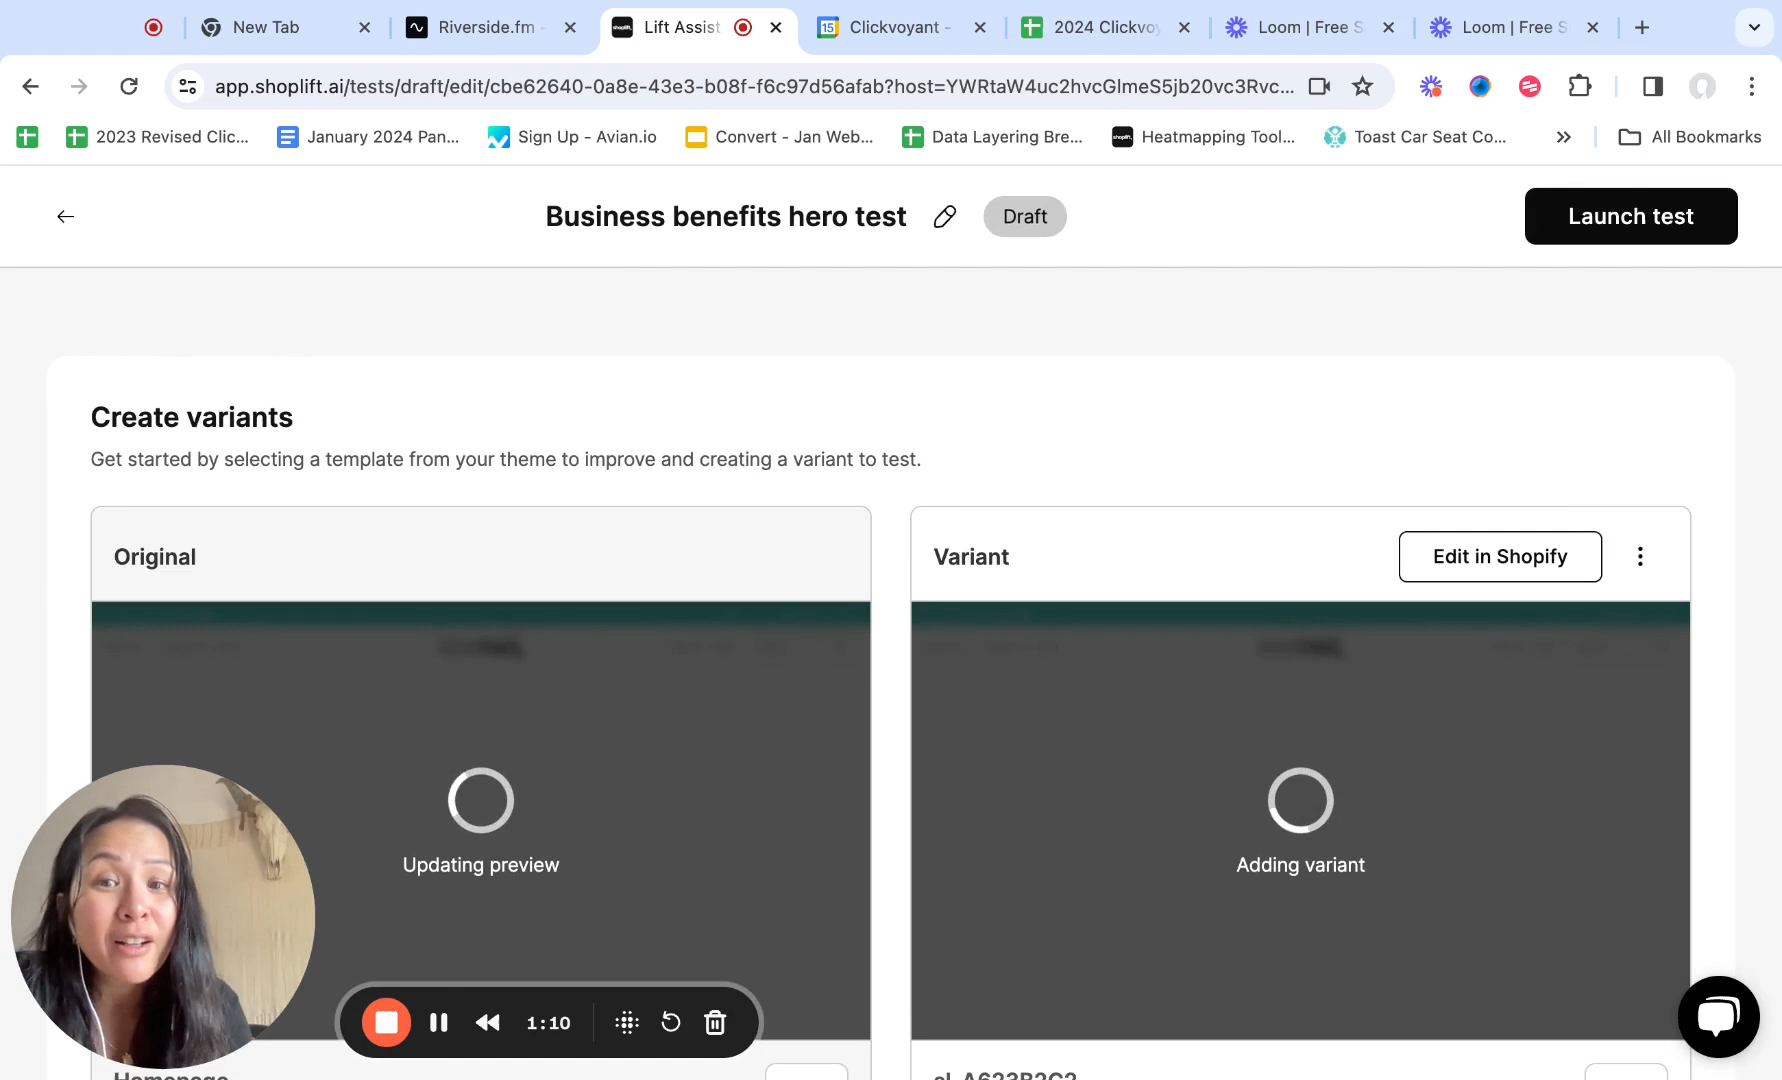 New Tab
Riverside.fm -
Lift Assist
Clickvoyant -
2024 Clickvoy
Loom | Free S
Loom | Free S
app.shoplift.ai/tests/draft/edit/cbe62640-0a8e-43e3-b08f-f6c97d56afab?host=YWRtaW4uc2hvcGlmeS5jb20vc3Rvc...
2023 Revised Clic...
January 2024 Pan...
Sign Up - Avian.io
Convert - Jan Web...
Data Layering Bre...
Heatmapping Tool...
Toast Car Seat Co...
All Bookmarks
Business benefits hero test
Draft
Launch test
Create variants
Get started by selecting a template from your theme to improve and creating a variant to test.
Original
Variant
Edit in Shopify
Updating preview
Adding variant
1:10
Homepage